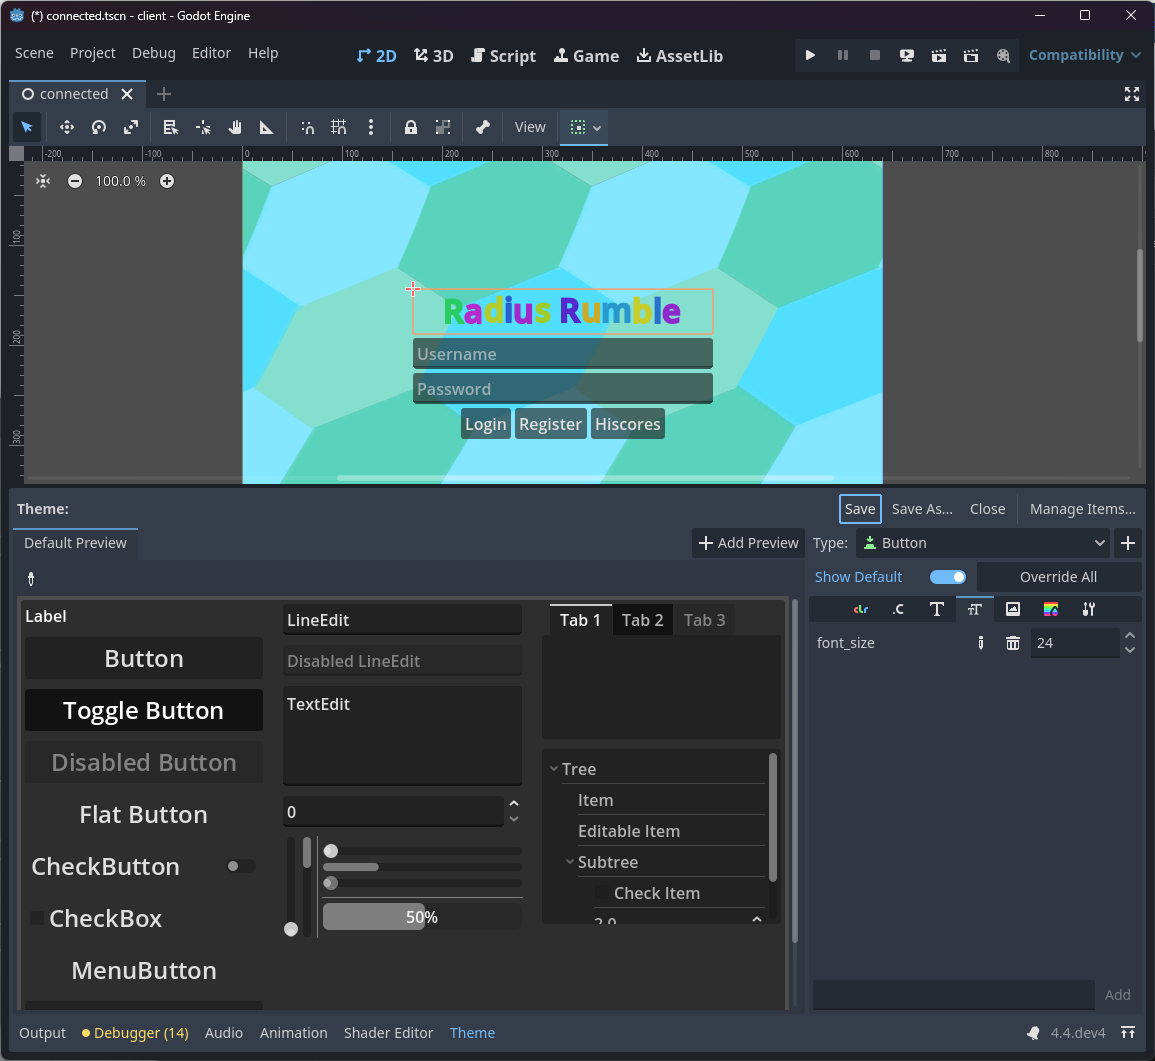 (*) connected.tscn - client - Godot Engine
Scene Project Debug Editor Help 2D 3D Script Game AssetLib Compatibility
connected
View
-200 -100 0 100 200 300 400 500 600 700 800
100.0 %
100
200
300
Radius Rumble
Username
Password
Login Register Hiscores
Theme: Save Save As... Close Manage Items...
Default Preview Add Preview Type: Button
Show Default Override All
clr .C T TT
font_size 24
Label
Button
Toggle Button
Disabled Button
Flat Button
CheckButton
CheckBox
MenuButton
LineEdit
Disabled LineEdit
TextEdit
0
50%
Tab 1 Tab 2 Tab 3
Tree
Item
Editable Item
Subtree
Check Item
2.0
Add
Output Debugger (14) Audio Animation Shader Editor Theme 4.4.dev4